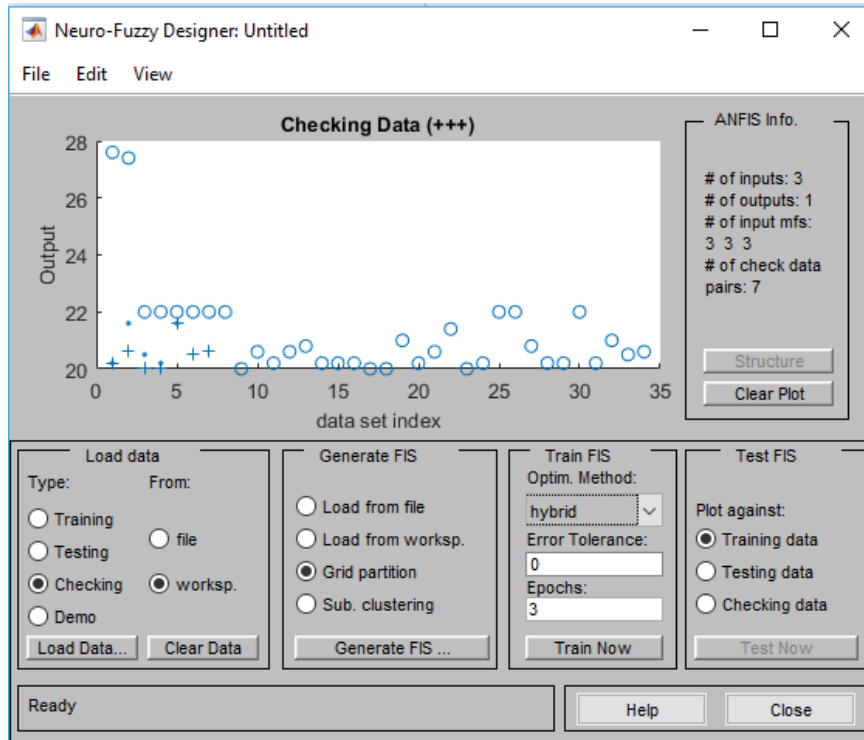 Neuro-Fuzzy Designer: Untitled
File Edit View
Checking Data (+++)
28
26
24
22
20
Output
0 5 10 15 20 25 30 35
data set index
ANFIS Info.
# of inputs: 3
# of outputs: 1
# of input mfs:
3 3 3
# of check data
pairs: 7
Structure
Clear Plot
Load data
Type: From:
Training
Testing
Checking
Demo
file
worksp.
Load Data... Clear Data
Generate FIS
Load from file
Load from worksp.
Grid partition
Sub. clustering
Generate FIS ...
Train FIS
Optim. Method:
hybrid
Error Tolerance:
0
Epochs:
3
Train Now
Test FIS
Plot against:
Training data
Testing data
Checking data
Test Now
Ready
Help
Close